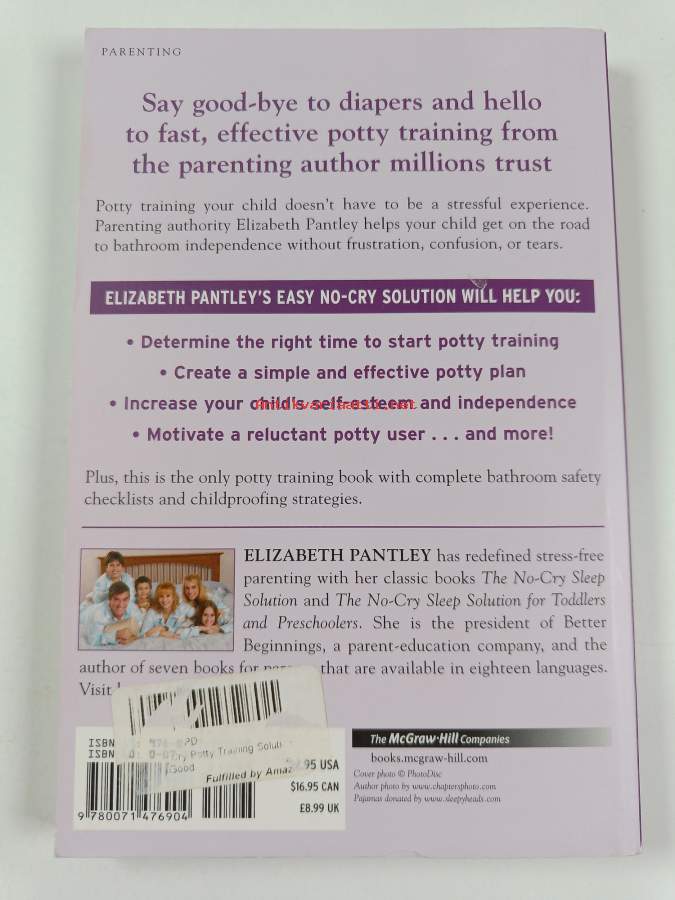 PARENTING
Say good-bye to diapers and hello
to fast, effective potty training from
the parenting author millions trust
Potty training your child doesn't have to be a stressful experience.
Parenting authority Elizabeth Pantley helps your child get on the road
to bathroom independence without frustration, confusion, or tears.
ELIZABETH PANTLEY'S EASY NO-CRY SOLUTION WILL HELP YOU:
• Determine the right time to start potty training
• Create a simple and effective potty plan
• Increase your child's self-esteem and independence
• Motivate a reluctant potty user . . . and more!
Plus, this is the only potty training book with complete bathroom safety
checklists and childproofing strategies.
ELIZABETH PANTLEY has redefined stress-free
parenting with her classic books The No-Cry Sleep
Solution and The No-Cry Sleep Solution for Toddlers
and Preschoolers. She is the president of Better
Beginnings, a parent-education company, and the
author of seven books for that are available in eighteen languages.
Visit
ISBN
ISBN
Potty Training
Good
Fulfilled by
.95 USA
$16.95 CAN
£8.99 UK
9 780071 476904
The McGraw·Hill Companies
books.mcgraw-hill.com
Cover photo © PhotoDisc
Author photo by www.chaptersphoto.com
Pajamas donated by www.sleepyheads.com